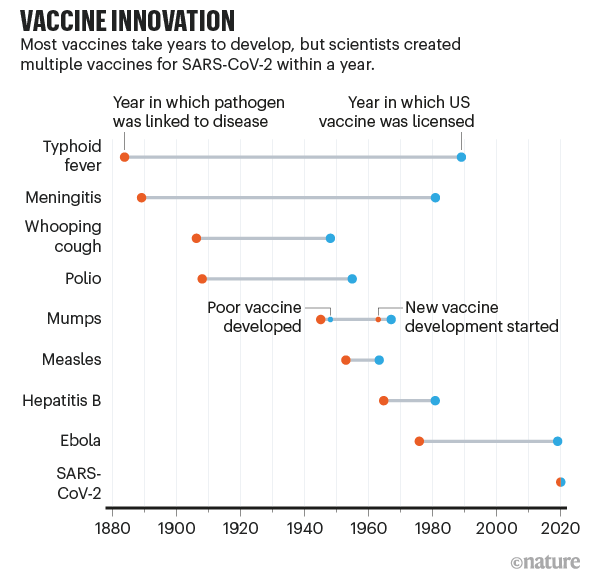 VACCINE INNOVATION
Most vaccines take years to develop, but scientists created
multiple vaccines for SARS-CoV-2 within a year.
Year in which pathogen
was linked to disease
Year in which US
vaccine was licensed
Typhoid
fever
Meningitis
Whooping
cough
Polio
Mumps
Poor vaccine
developed
New vaccine
development started
Measles
Hepatitis B
Ebola
SARS-
CoV-2
1880 1900 1920 1940 1960 1980 2000 2020
©nature